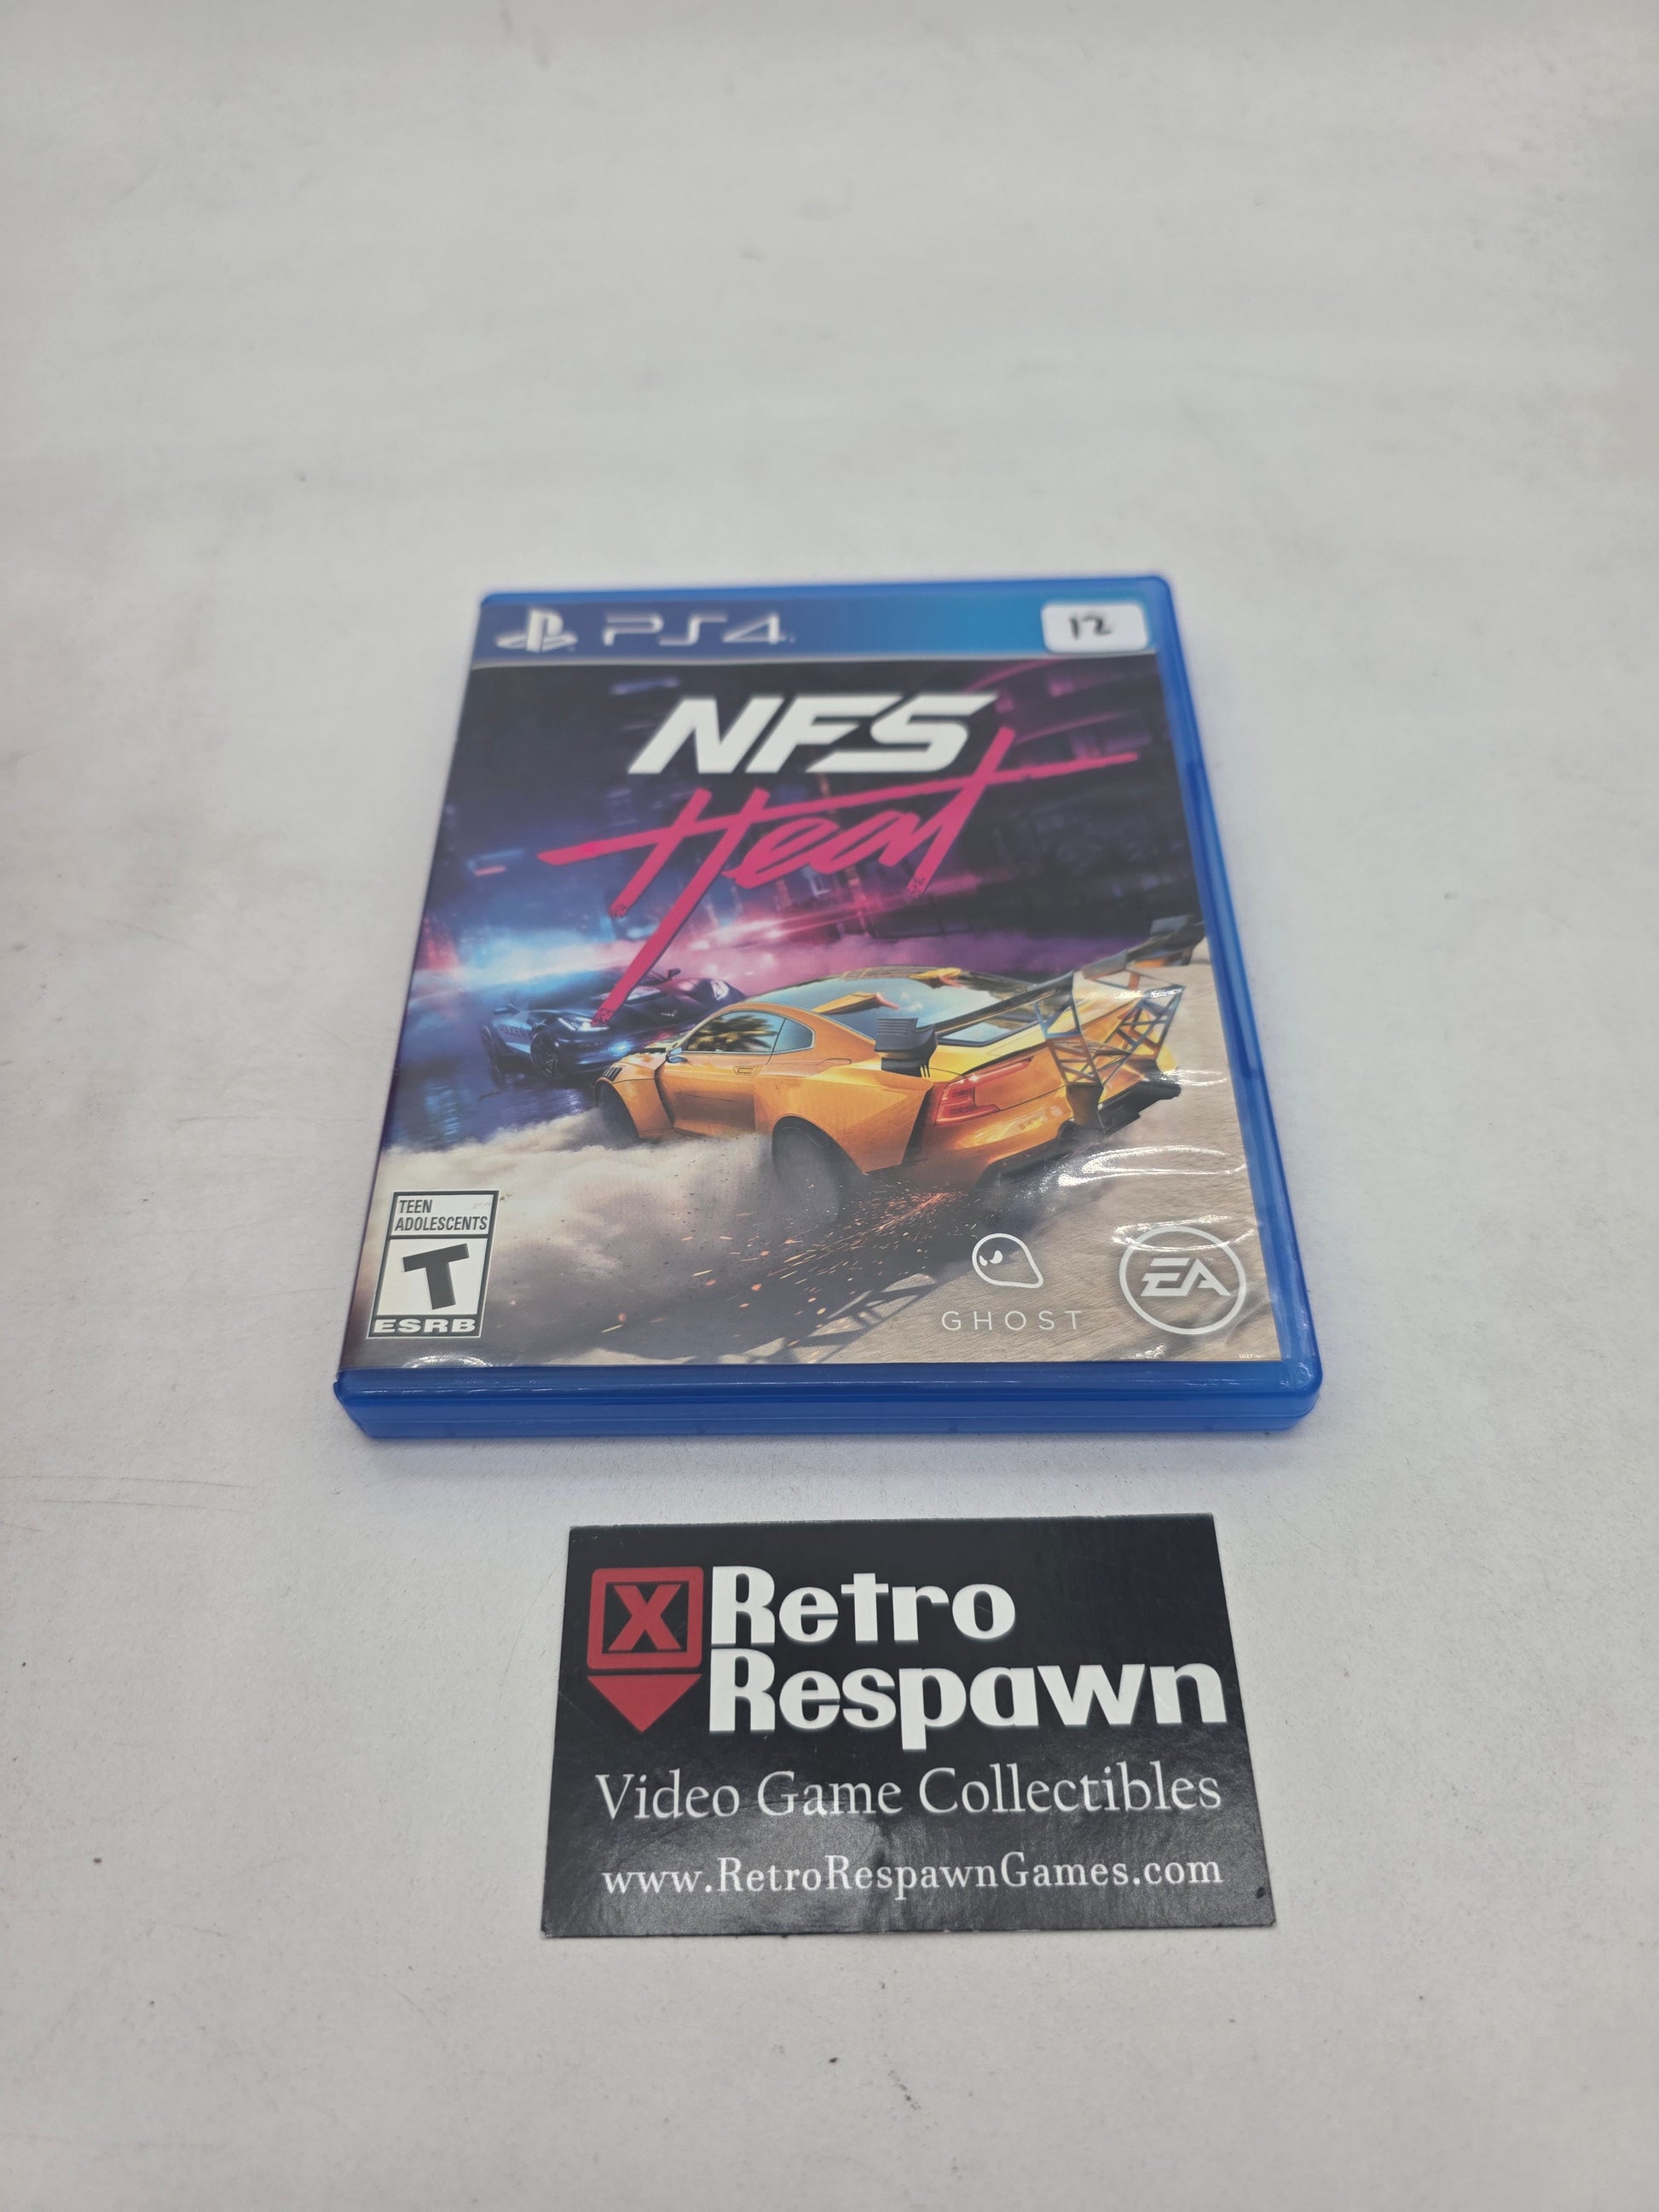 PS4
12
NFS
Heat
TEEN
ADOLESCENTS
T
ESRB
GHOST
EA
X Retro
Respawn
Video Game Collectibles
www.RetroRespawnGames.com